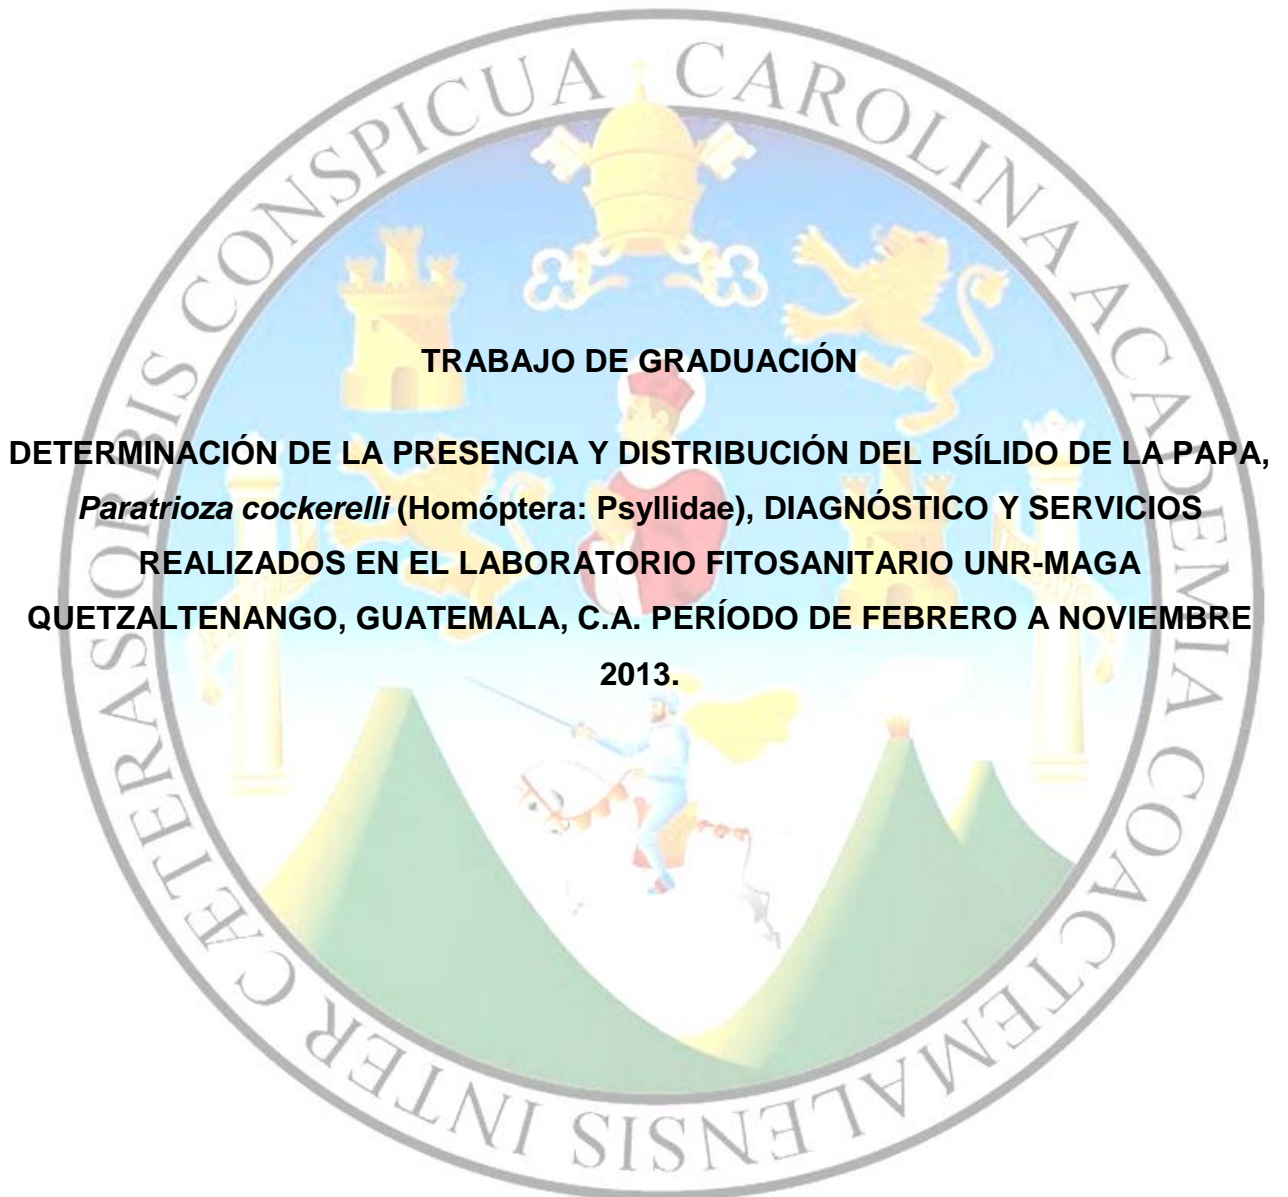 TRABAJO DE GRADUACIÓN
DETERMINACIÓN DE LA PRESENCIA Y DISTRIBUCIÓN DEL PSÍLIDO DE LA PAPA,
Paratrioza cockerelli (Homóptera: Psyllidae), DIAGNÓSTICO Y SERVICIOS
REALIZADOS EN EL LABORATORIO FITOSANITARIO UNR-MAGA
QUETZALTENANGO, GUATEMALA, C.A. PERÍODO DE FEBRERO A NOVIEMBRE
2013.
CÆTERASORBIS CONSPICUA CAROLINA ACADEMIA COACTEMALENSIS INTER